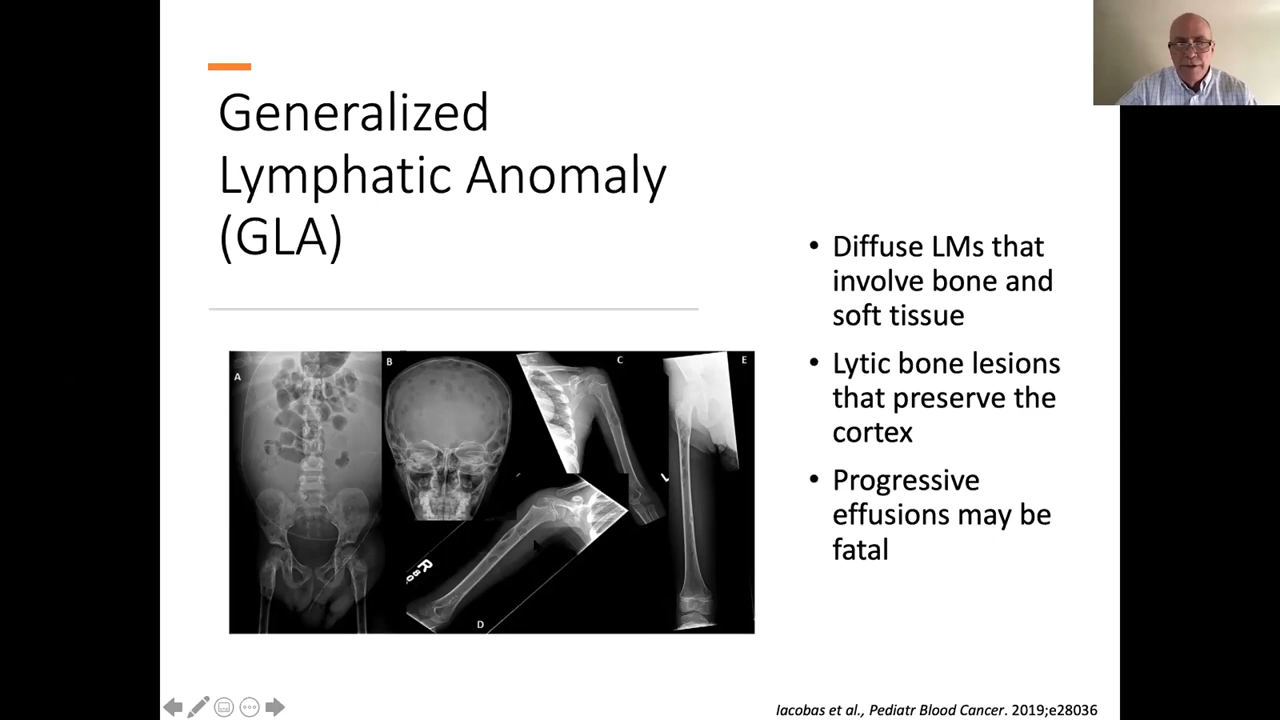 Generalized
Lymphatic Anomaly
(GLA)
A
B
C
E
R
D
• Diffuse LMs that
involve bone and
soft tissue
• Lytic bone lesions
that preserve the
cortex
• Progressive
effusions may be
fatal
Iacobas et al., Pediatr Blood Cancer. 2019;e28036